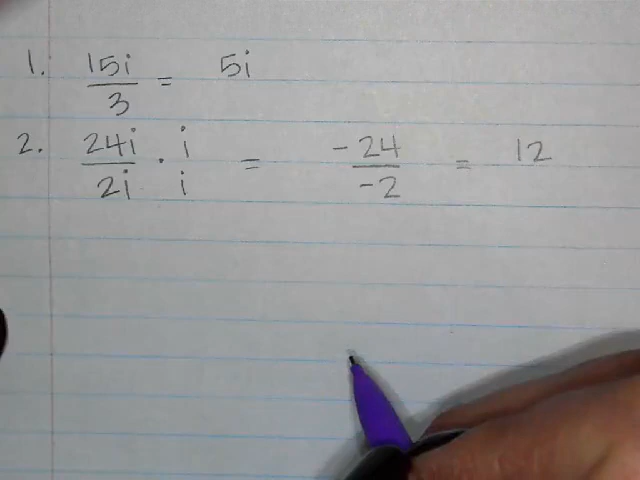 1. 15i/3 = 5i
2. 24i/2i · i/i = -24/-2 = 12